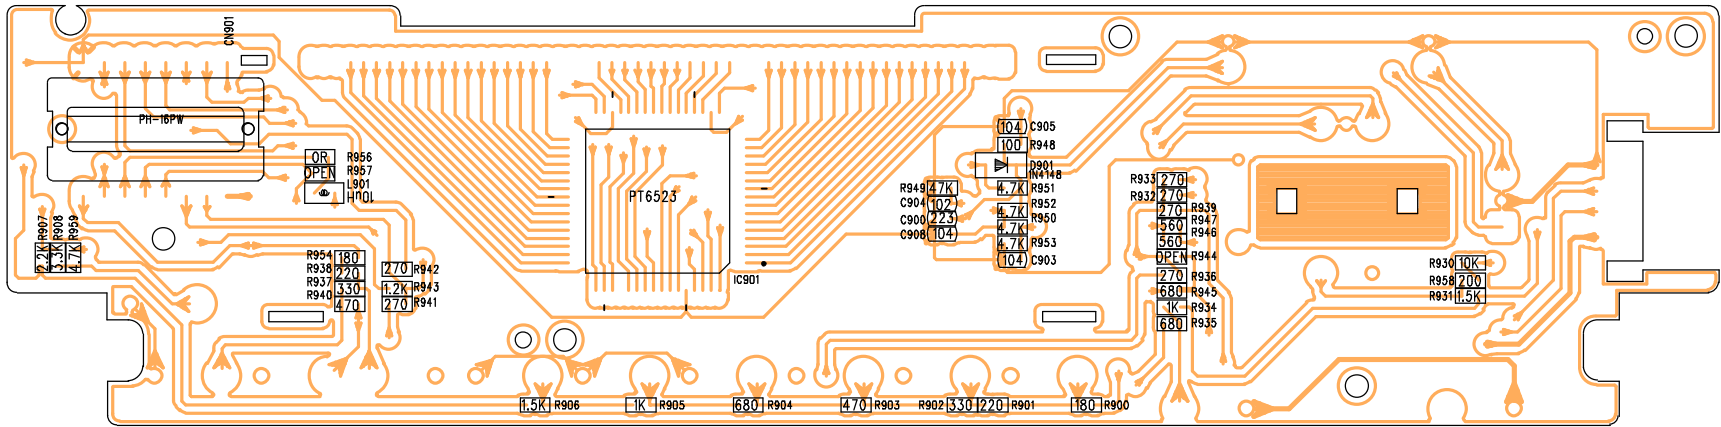 CN901
PH-16PW
0R R956
OPEN R957
L901
10uH
R907 2.2K
R908 3.3K
R959 4.7K
R954 180
R938 220
R937 330
R940 470
270 R942
1.2K R943
270 R941
PT6523
IC901
(104) C905
100 R948
D901
IN4148
R949 47K
C904 (102)
C900 (223)
C908 (104)
4.7K R951
R952
4.7K
R950
4.7K
4.7K R953
(104) C903
R933 270
R932 270
270 R939
R947
560
R946
560
OPEN R944
270 R936
680 R945
1K R934
680 R935
R930 10K
R958 200
R931 1.5K
1.5K R906
1K R905
680 R904
470 R903
R902 330 220 R901
180 R900